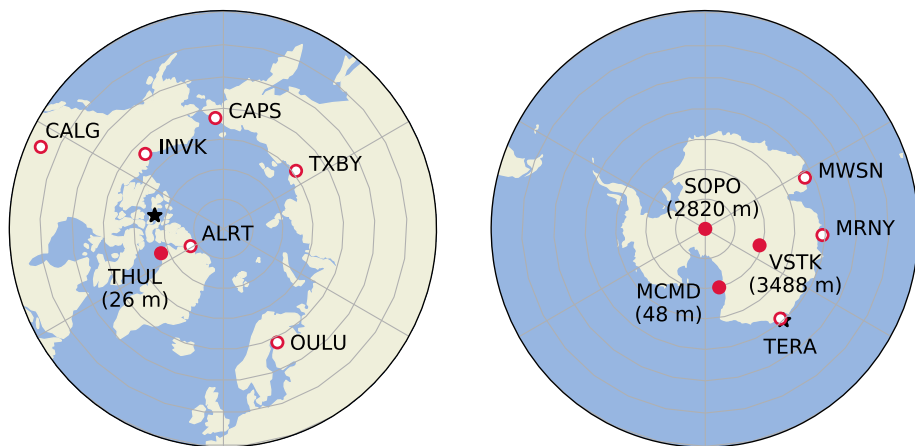 CAPS
CALG
INVK
TXBY
ALRT
THUL
(26 m)
OULU
MWSN
SOPO
(2820 m)
MRNY
VSTK
(3488 m)
MCMD
(48 m)
TERA